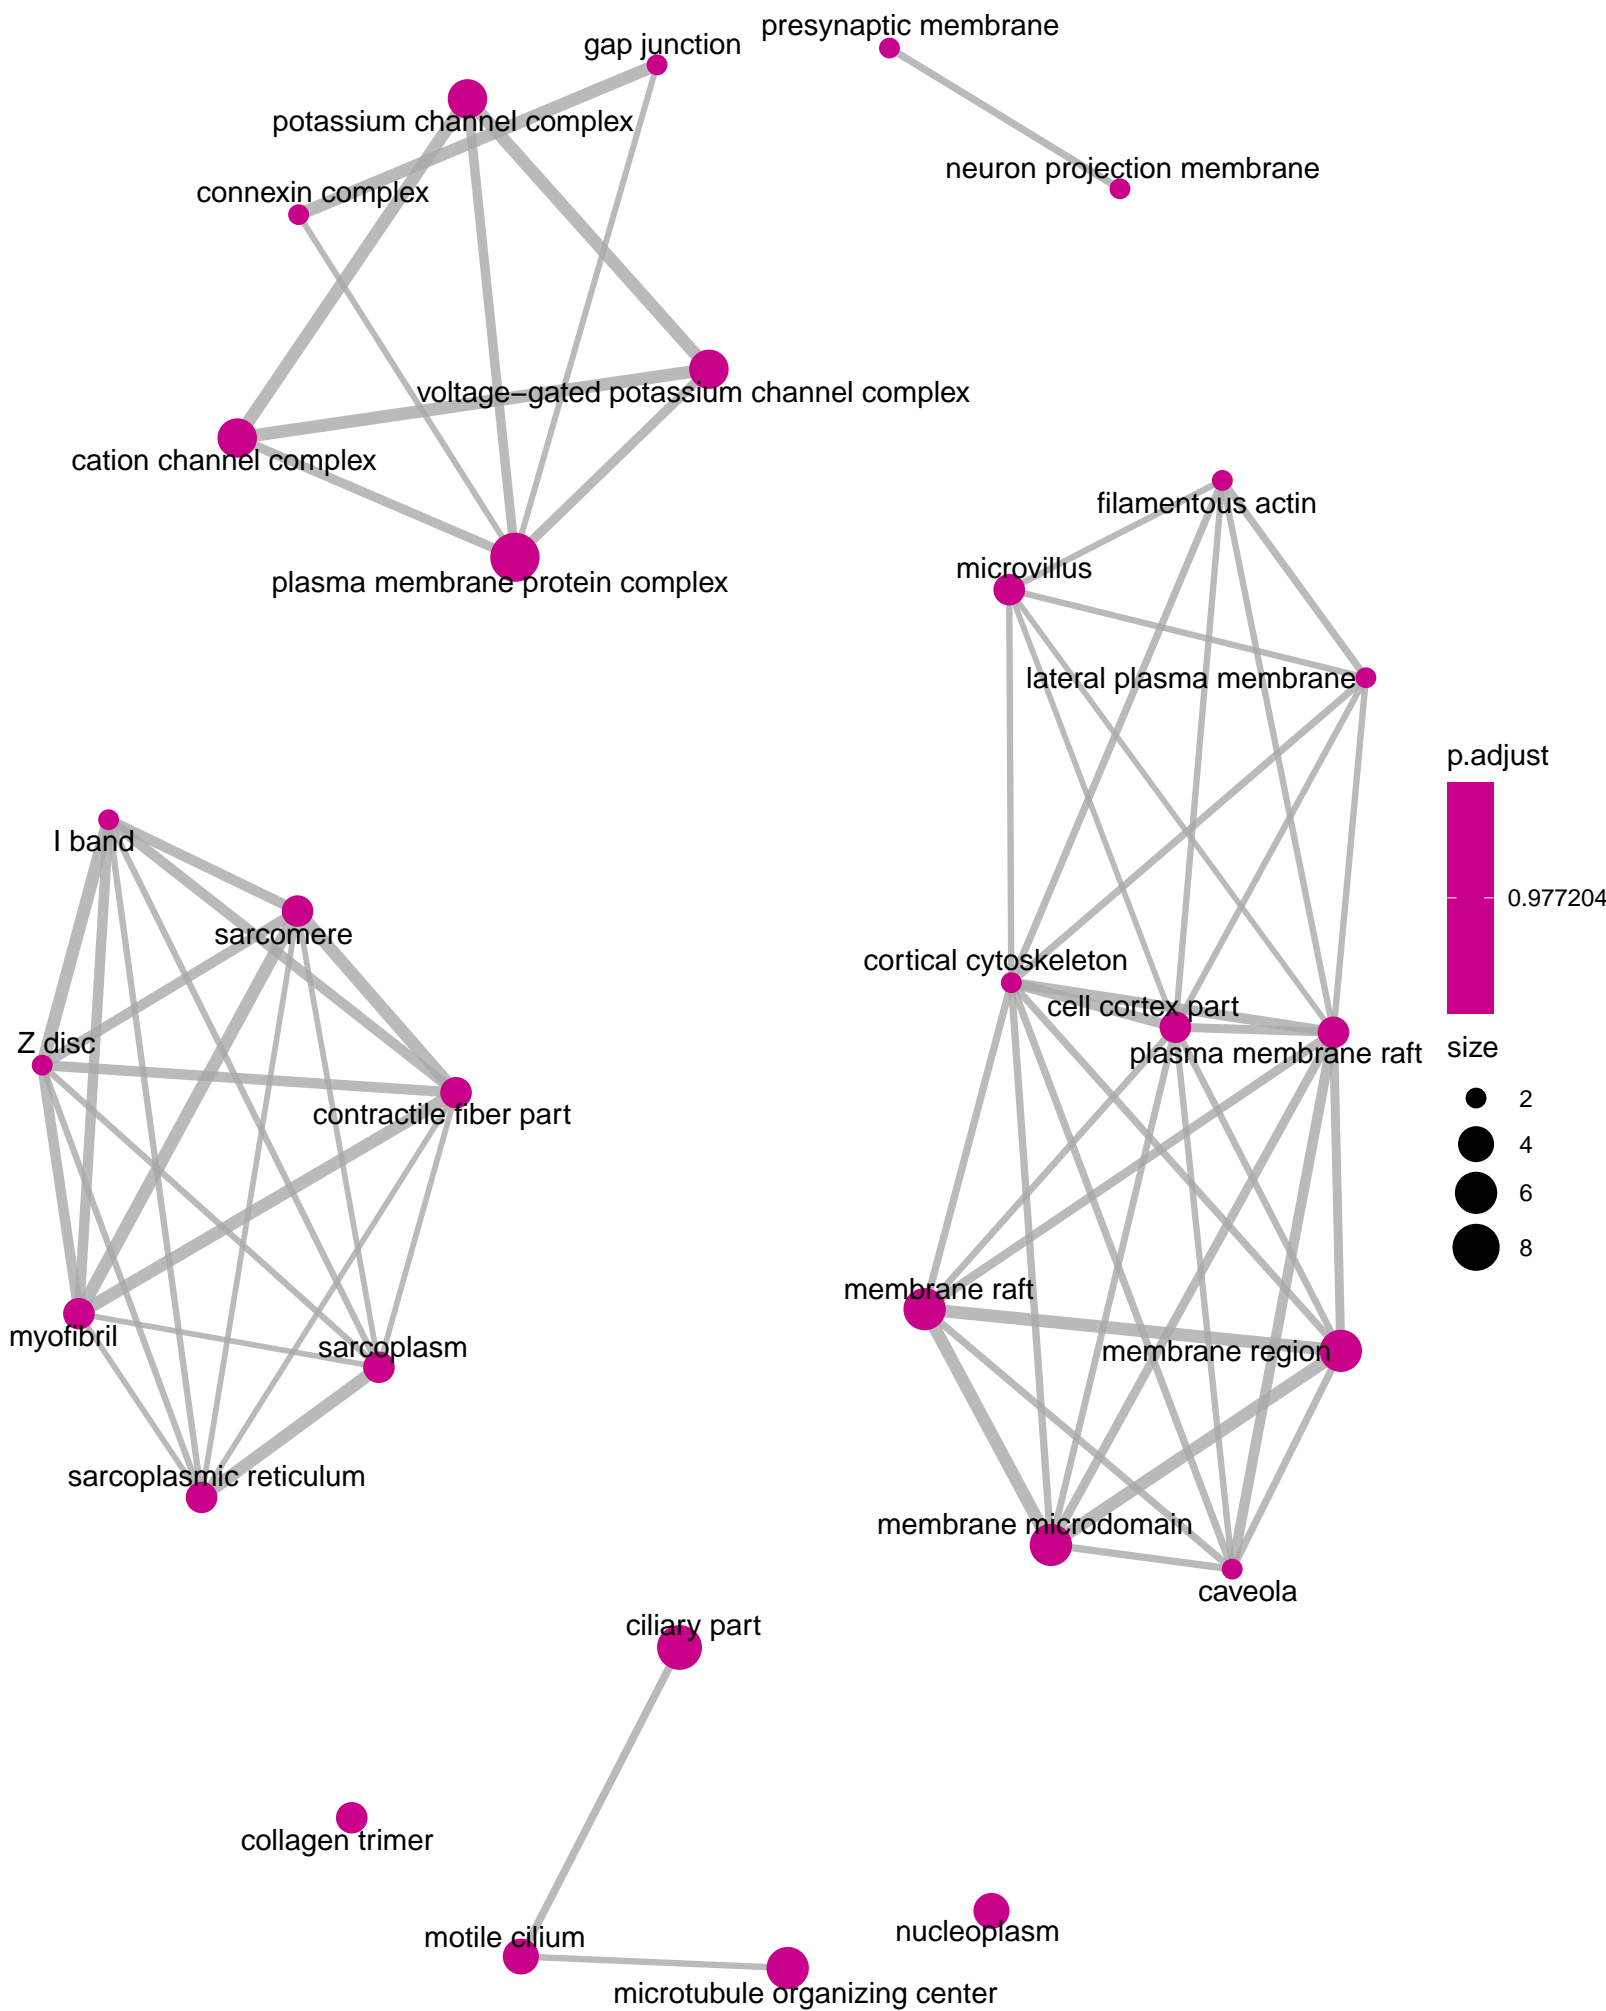 presynaptic membrane
gap junction
potassium channel complex
neuron projection membrane
connexin complex
voltage−gated potassium channel complex
cation channel complex
filamentous actin
microvillus
plasma membrane protein complex
lateral plasma membrane
p.adjust
I band
0.977204
sarcomere
cortical cytoskeleton
cell cortex part
Z disc
plasma membrane raft
size
2
contractile fiber part
4
6
8
membrane raft
myofibril
sarcoplasm
membrane region
sarcoplasmic reticulum
membrane microdomain
caveola
ciliary part
collagen trimer
nucleoplasm
motile cilium
microtubule organizing center